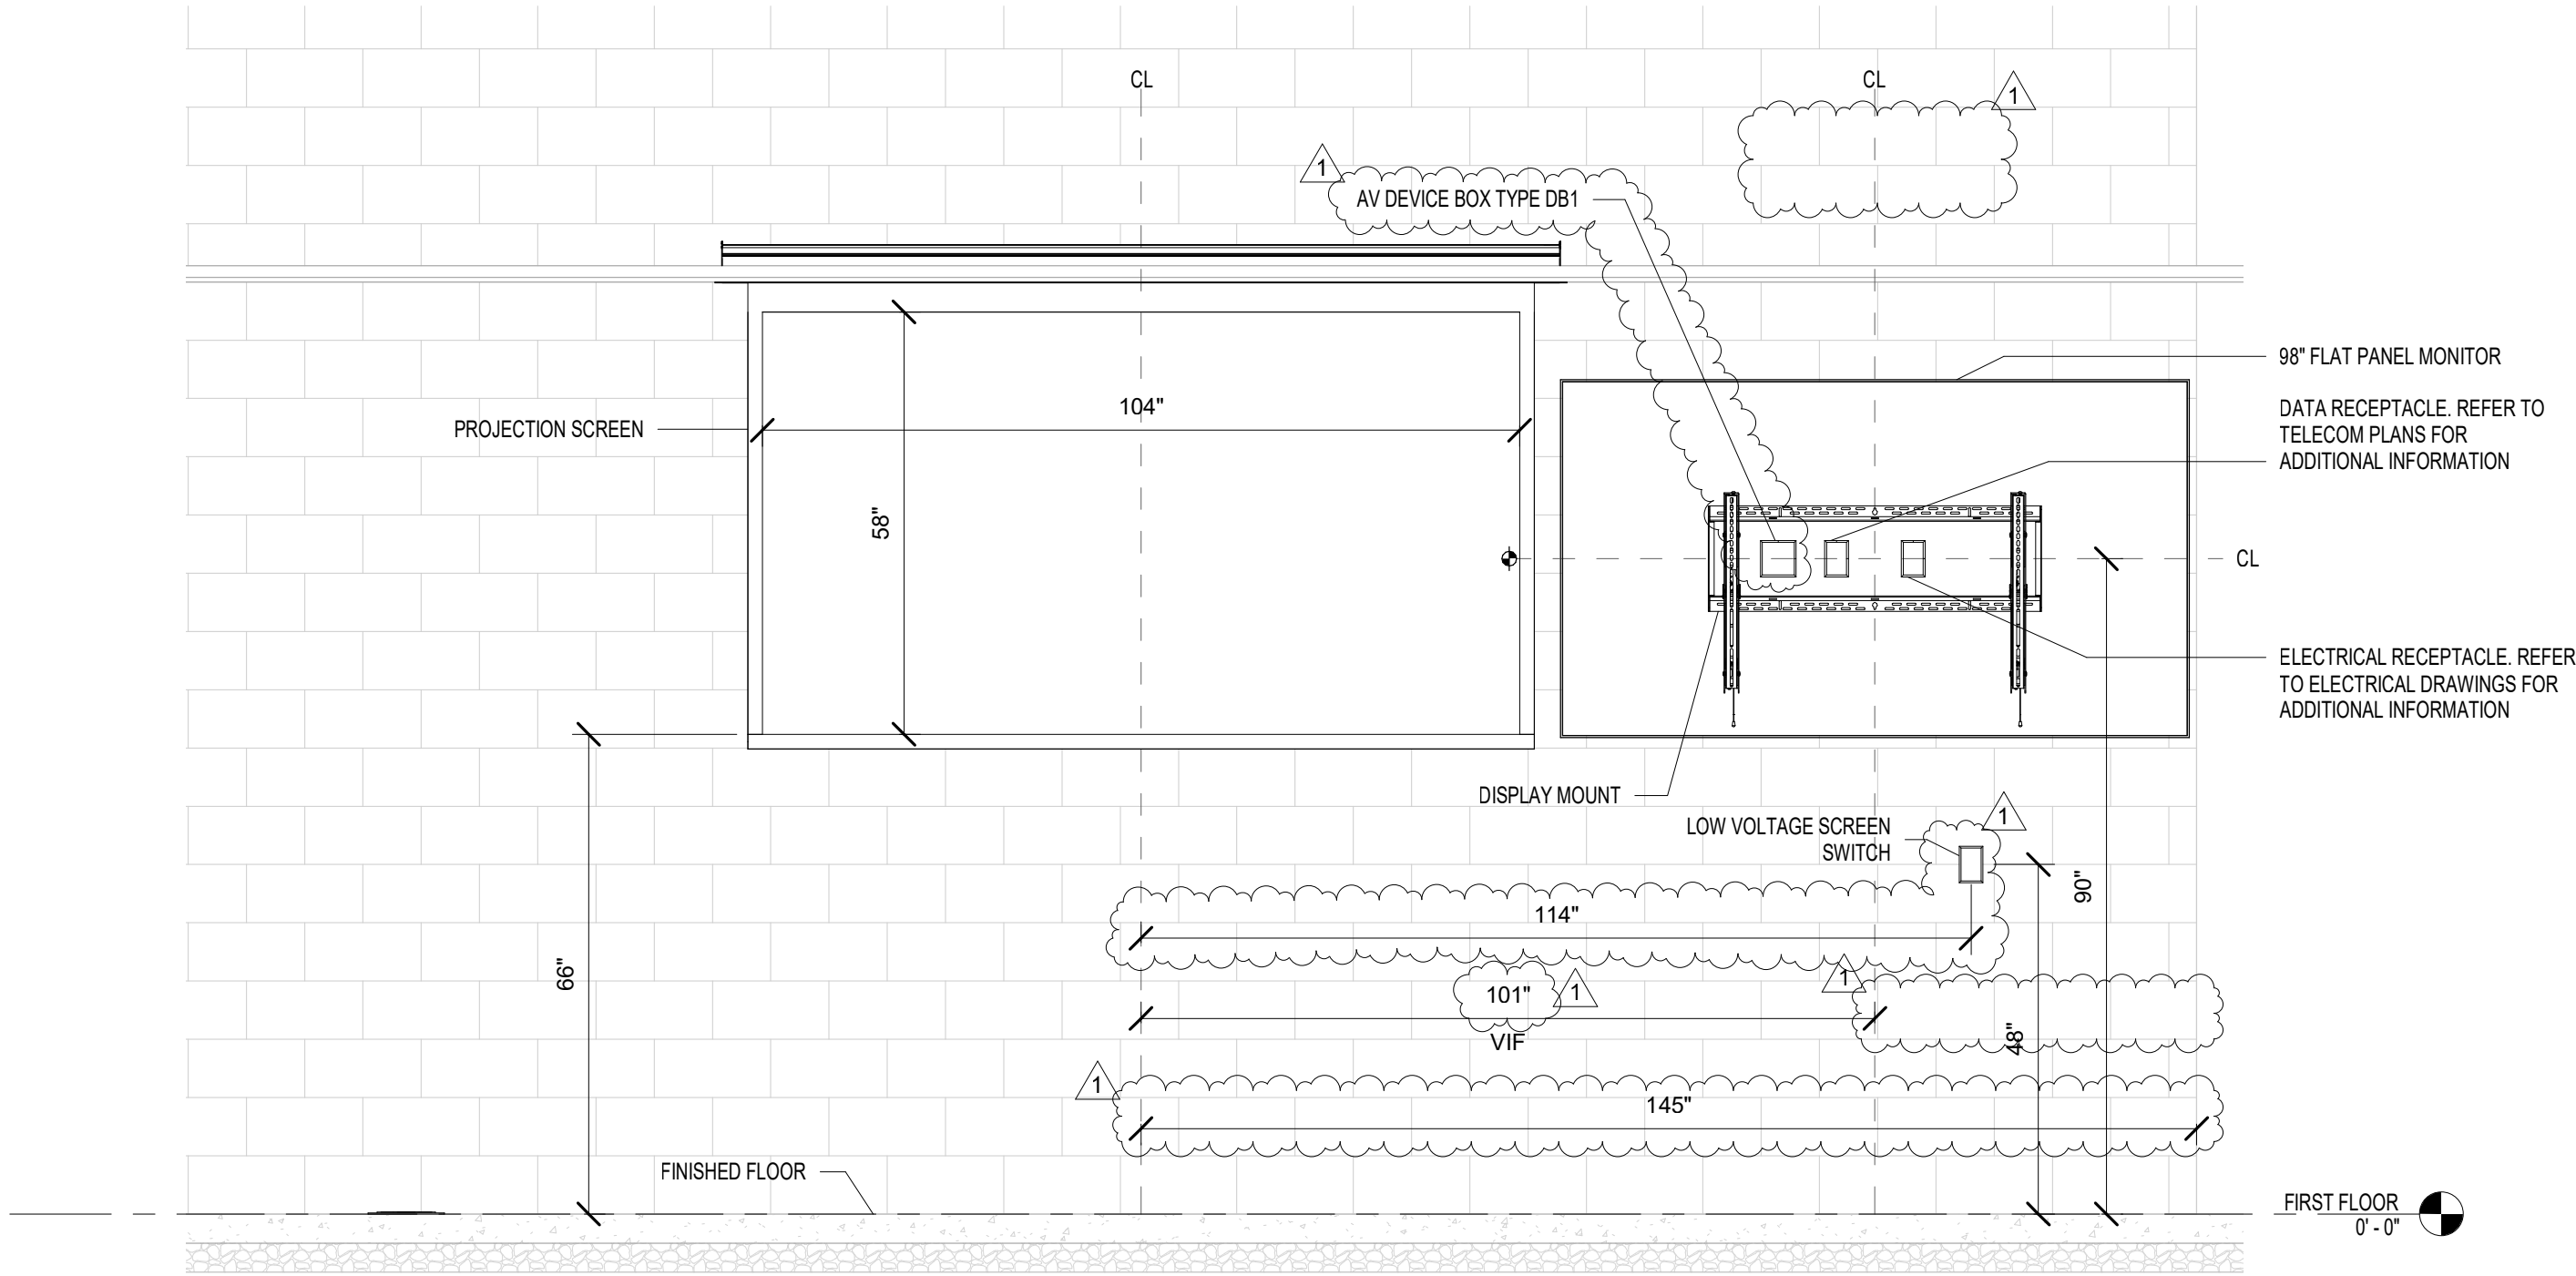 CL
CL
1
1
AV DEVICE BOX TYPE DB1
98" FLAT PANEL MONITOR
DATA RECEPTACLE. REFER TO
TELECOM PLANS FOR
ADDITIONAL INFORMATION
104"
PROJECTION SCREEN
58"
CL
ELECTRICAL RECEPTACLE. REFER
TO ELECTRICAL DRAWINGS FOR
ADDITIONAL INFORMATION
DISPLAY MOUNT
LOW VOLTAGE SCREEN
SWITCH
1
90"
114"
66"
101"
1
1
VIF
48"
1
145"
FINISHED FLOOR
FIRST FLOOR
0' - 0"